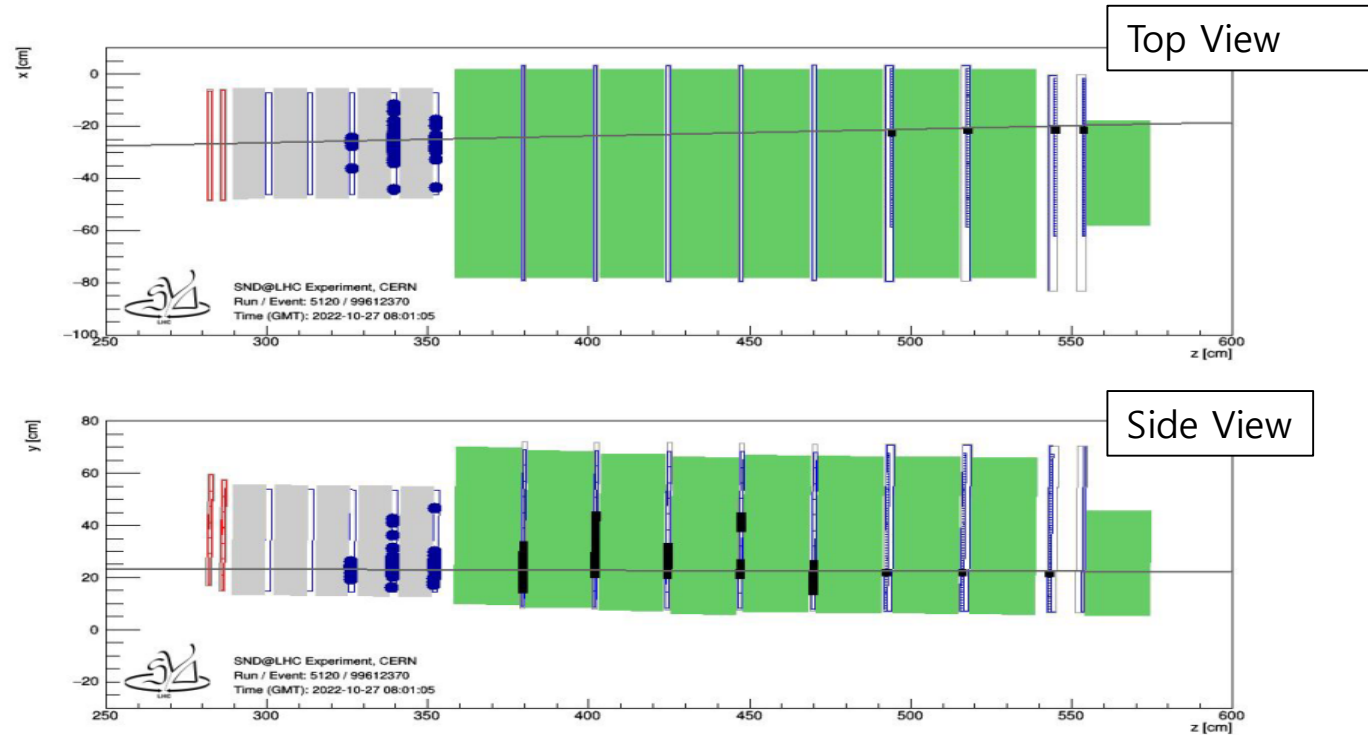 Top View
x [cm]
0
−20
−40
−60
−80
−100
LHC
SND@LHC Experiment, CERN
Run / Event: 5120 / 99612370
Time (GMT): 2022-10-27 08:01:05
250 300 350 400 450 500 550 600
z [cm]
Side View
y [cm]
80
60
40
20
0
−20
LHC
SND@LHC Experiment, CERN
Run / Event: 5120 / 99612370
Time (GMT): 2022-10-27 08:01:05
250 300 350 400 450 500 550 600
z [cm]